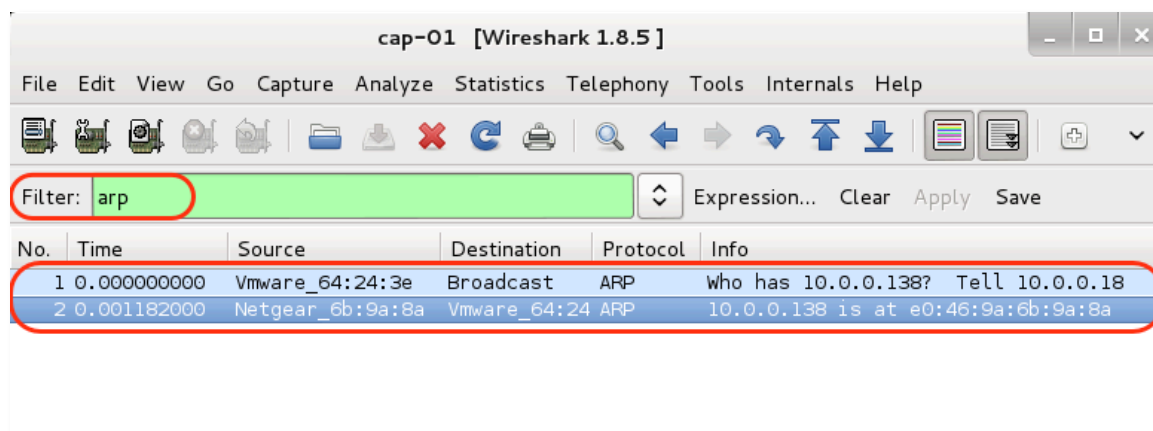 cap-01 [Wireshark 1.8.5 ]
File Edit View Go Capture Analyze Statistics Telephony Tools Internals Help
Filter: arp Expression... Clear Apply Save
No. Time Source Destination Protocol Info
1 0.000000000 Vmware_64:24:3e Broadcast ARP Who has 10.0.0.138? Tell 10.0.0.18
2 0.001182000 Netgear_6b:9a:8a Vmware_64:24 ARP 10.0.0.138 is at e0:46:9a:6b:9a:8a